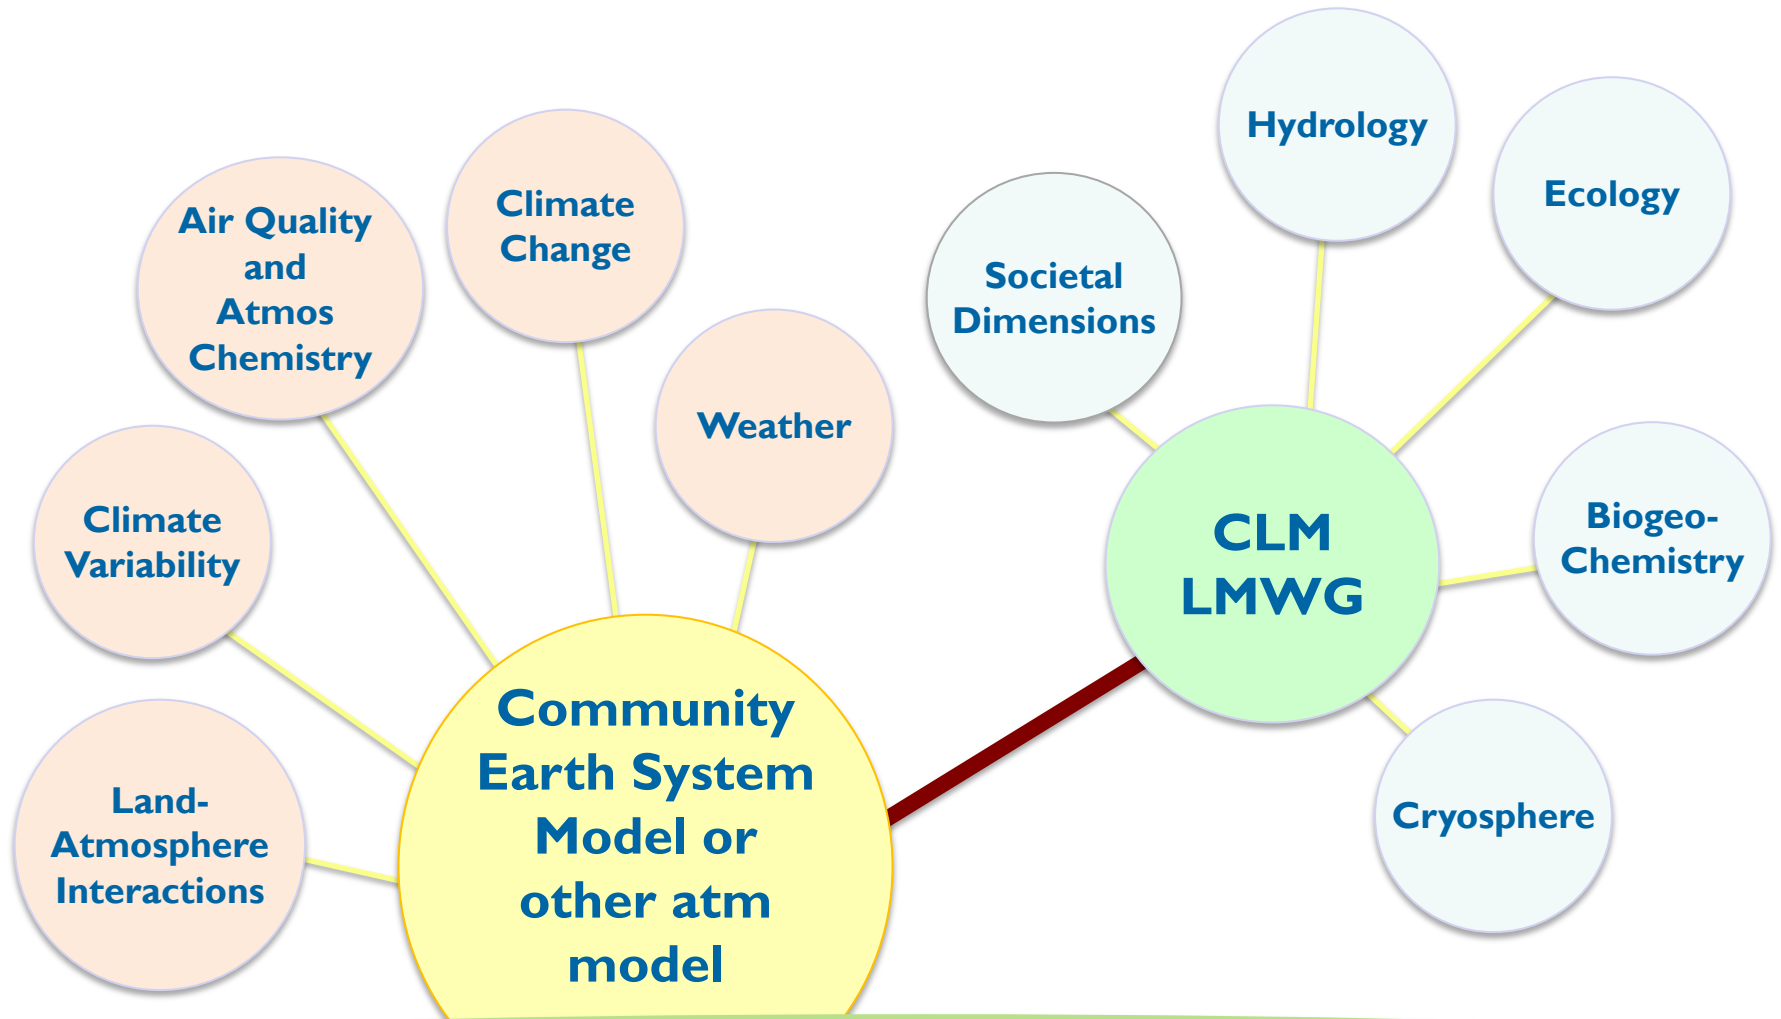 Hydrology
Ecology
Climate
Change
Air Quality
and
Atmos
Chemistry
Societal
Dimensions
Weather
Climate
Variability
CLM
LMWG
Biogeo-
Chemistry
Community
Earth System
Model or
other atm
model
Land-
Atmosphere
Interactions
Cryosphere